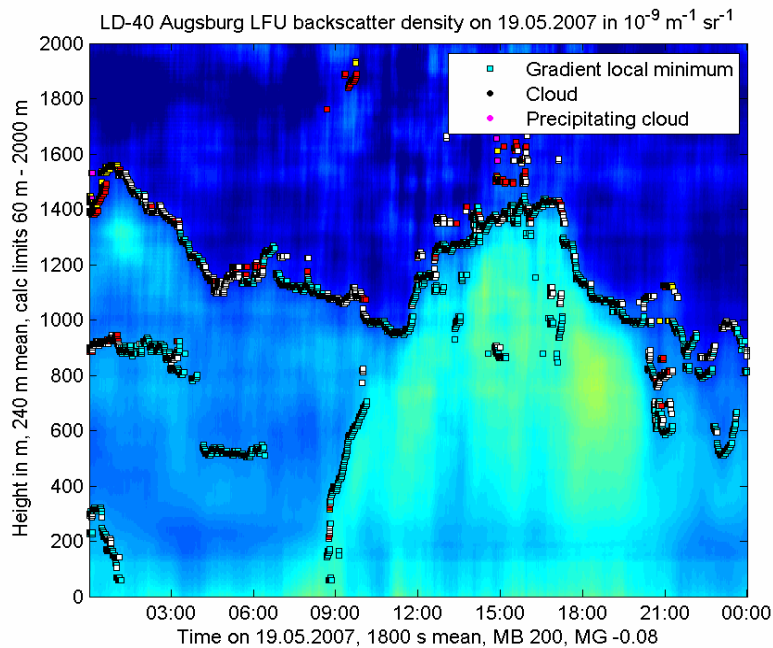 LD-40 Augsburg LFU backscatter density on 19.05.2007 in 10⁻⁹ m⁻¹ sr⁻¹
Gradient local minimum
Cloud
Precipitating cloud
Height in m, 240 m mean, calc limits 60 m - 2000 m
2000
1800
1600
1400
1200
1000
800
600
400
200
0
03:00 06:00 09:00 12:00 15:00 18:00 21:00 00:00
Time on 19.05.2007, 1800 s mean, MB 200, MG -0.08